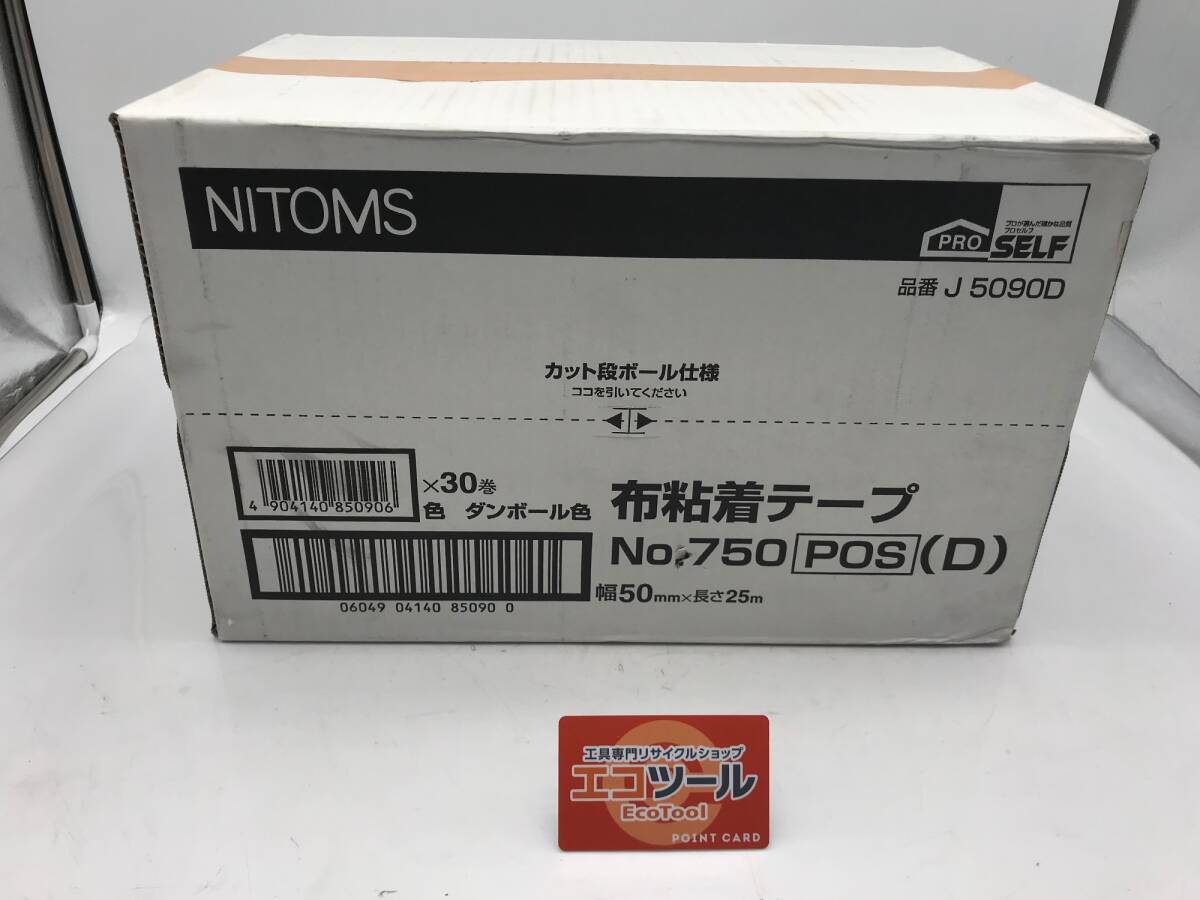 NITOMS
PRO
プロが選んだ確かな品質
プロセルフ
SELF
品番 J 5090D
カット段ボール仕様
ココを引いてください
4 904140 850906
×30巻
色 ダンボール色
布粘着テープ
No.750 POS (D)
幅50mm×長さ25m
06049 04140 85090 0
工具専門リサイクルショップ
エコツール
EcoTool
POINT CARD